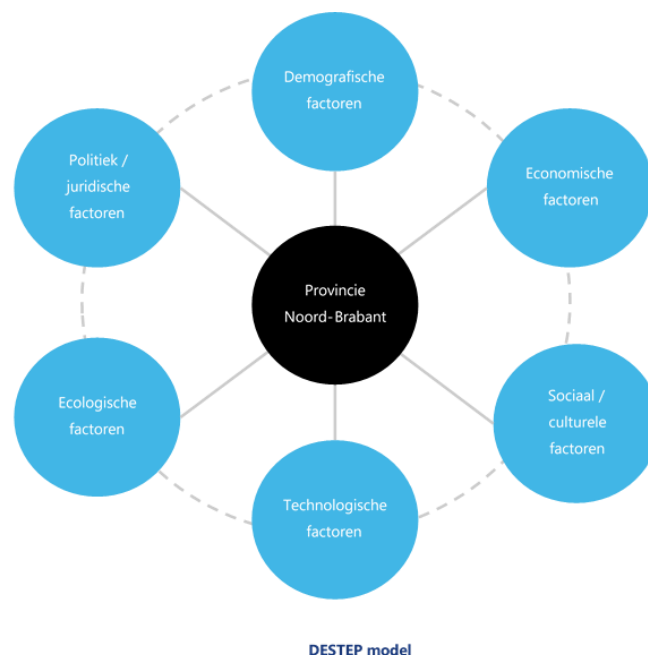 Demografische
factoren
Politiek /
juridische
factoren
Economische
factoren
Provincie
Noord-Brabant
Ecologische
factoren
Sociaal /
culturele
factoren
Technologische
factoren
DESTEP model